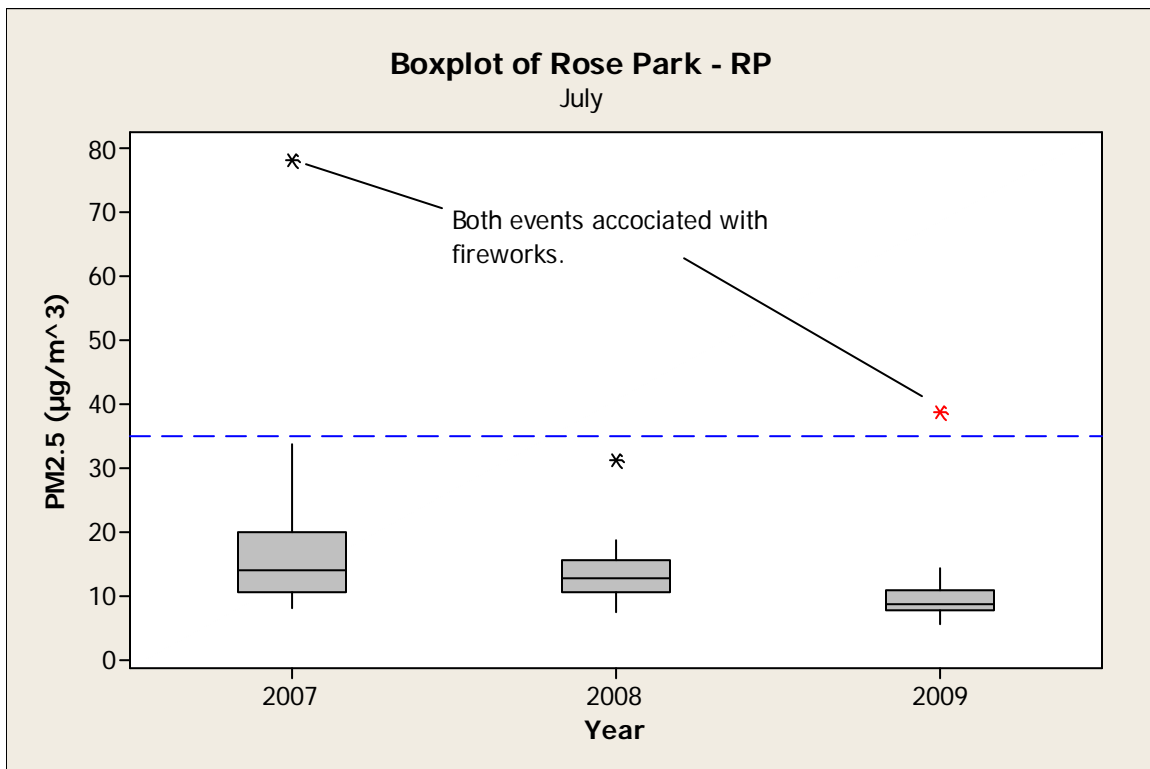 Boxplot of Rose Park - RP
July
80
70
60
50
40
30
20
10
0
PM2.5 (µg/m^3)
Both events accociated with
fireworks.
2007 2008 2009
Year